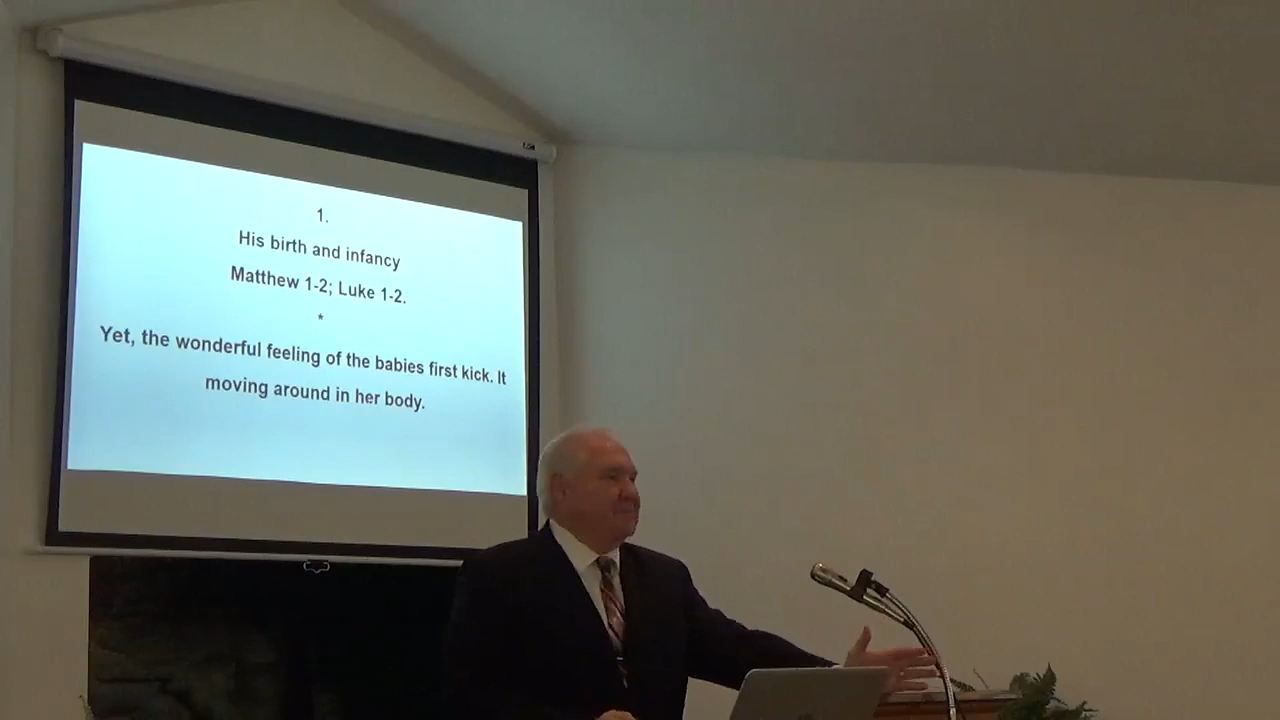 1.
His birth and infancy
Matthew 1-2; Luke 1-2.
*
Yet, the wonderful feeling of the babies first kick. It
moving around in her body.